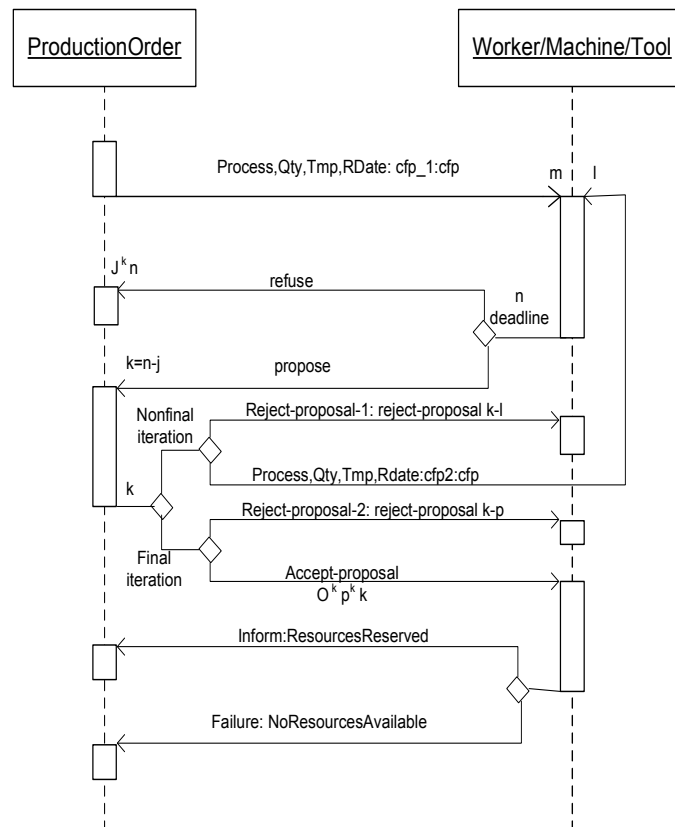 ProductionOrder
Worker/Machine/Tool
Process,Qty,Tmp,RDate: cfp_1:cfp
m
l
J k n
refuse
n
deadline
k=n-j
propose
Nonfinal
iteration
Reject-proposal-1: reject-proposal k-l
Process,Qty,Tmp,Rdate:cfp2:cfp
k
Reject-proposal-2: reject-proposal k-p
Final
iteration
Accept-proposal
O k p k k
Inform:ResourcesReserved
Failure: NoResourcesAvailable